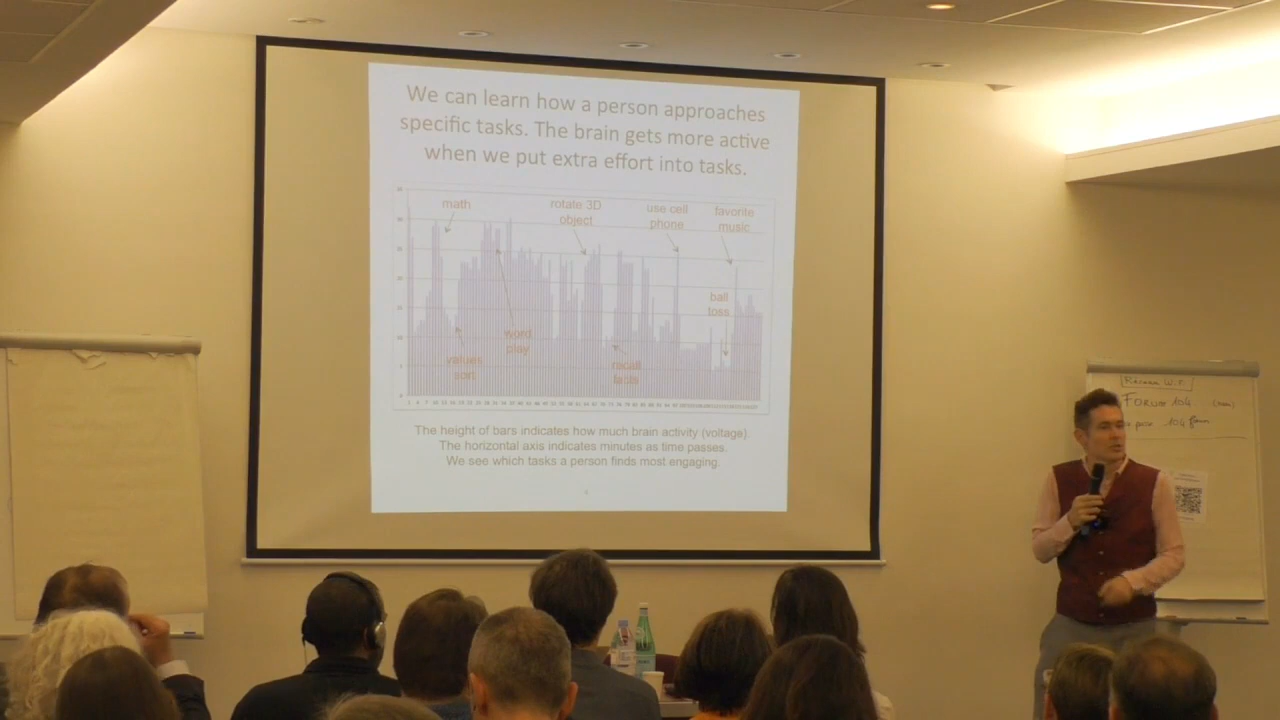 We can learn how a person approaches
specific tasks. The brain gets more active
when we put extra effort into tasks.
math
rotate 3D
object
use cell
phone
favorite
music
ball
toss
word
play
values
sort
recall
facts
The height of bars indicates how much brain activity (voltage).
The horizontal axis indicates minutes as time passes.
We see which tasks a person finds most engaging.
Forum 104